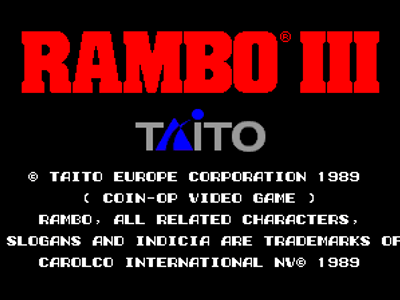 RAMBO® III
TAITO
© TAITO EUROPE CORPORATION 1989
( COIN-OP VIDEO GAME )
RAMBO, ALL RELATED CHARACTERS,
SLOGANS AND INDICIA ARE TRADEMARKS OF
CAROLCO INTERNATIONAL NV© 1989